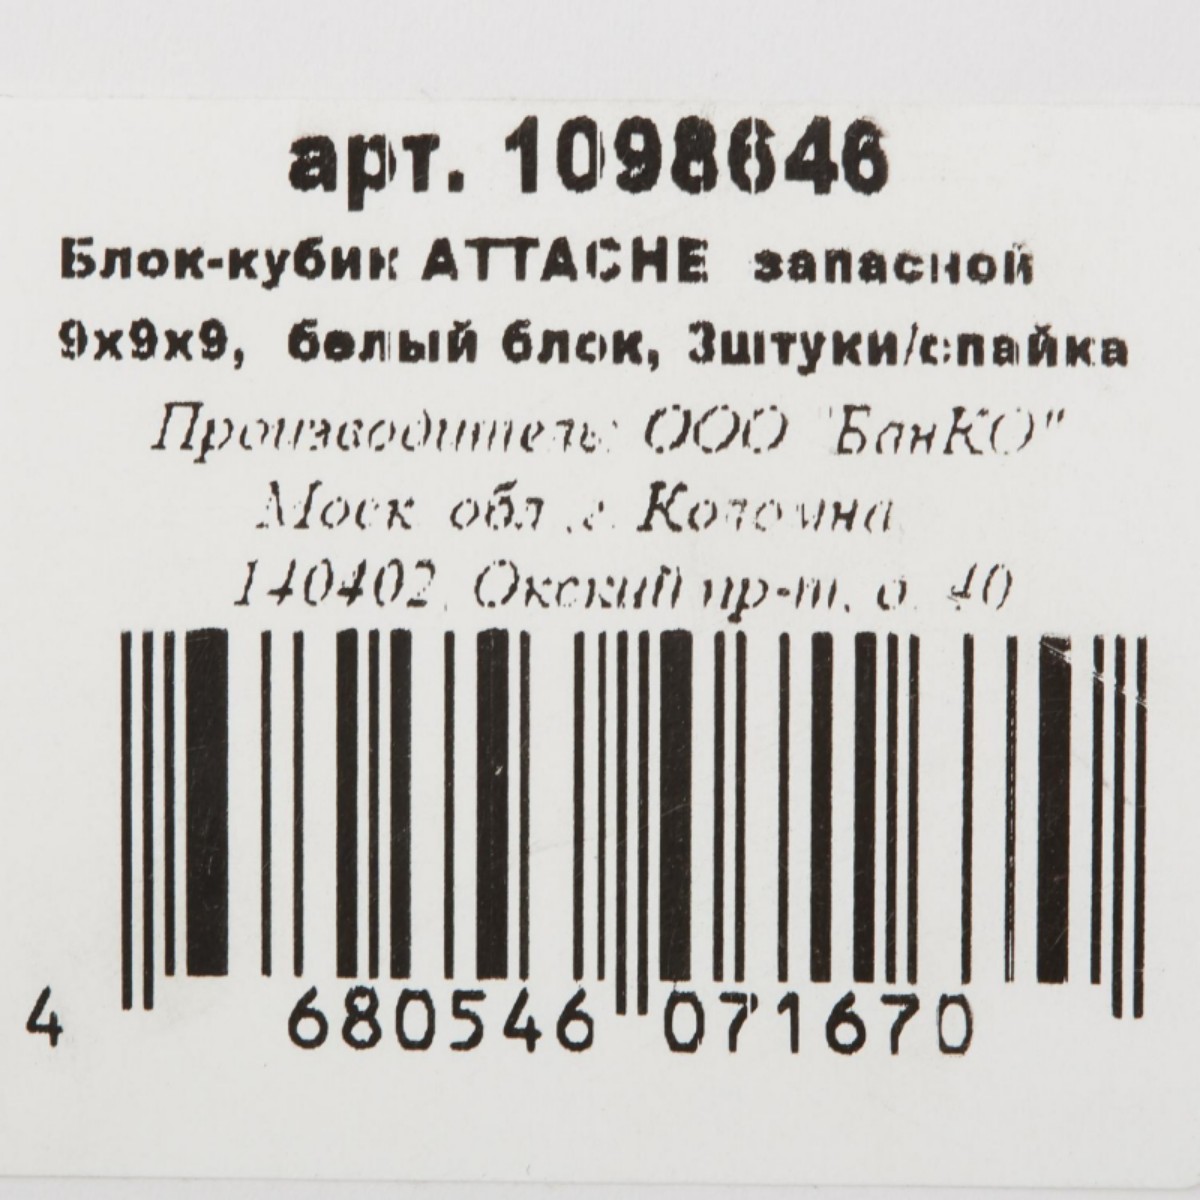 арт. 1098646
Блок-кубик ATTACHE запасной
9х9х9, белый блок, 3штуки/спайка
Производитель: ООО "БанКО"
Моск обл .г. Коломна
140402, Окский пр-т, д. 40
4 680546 071670